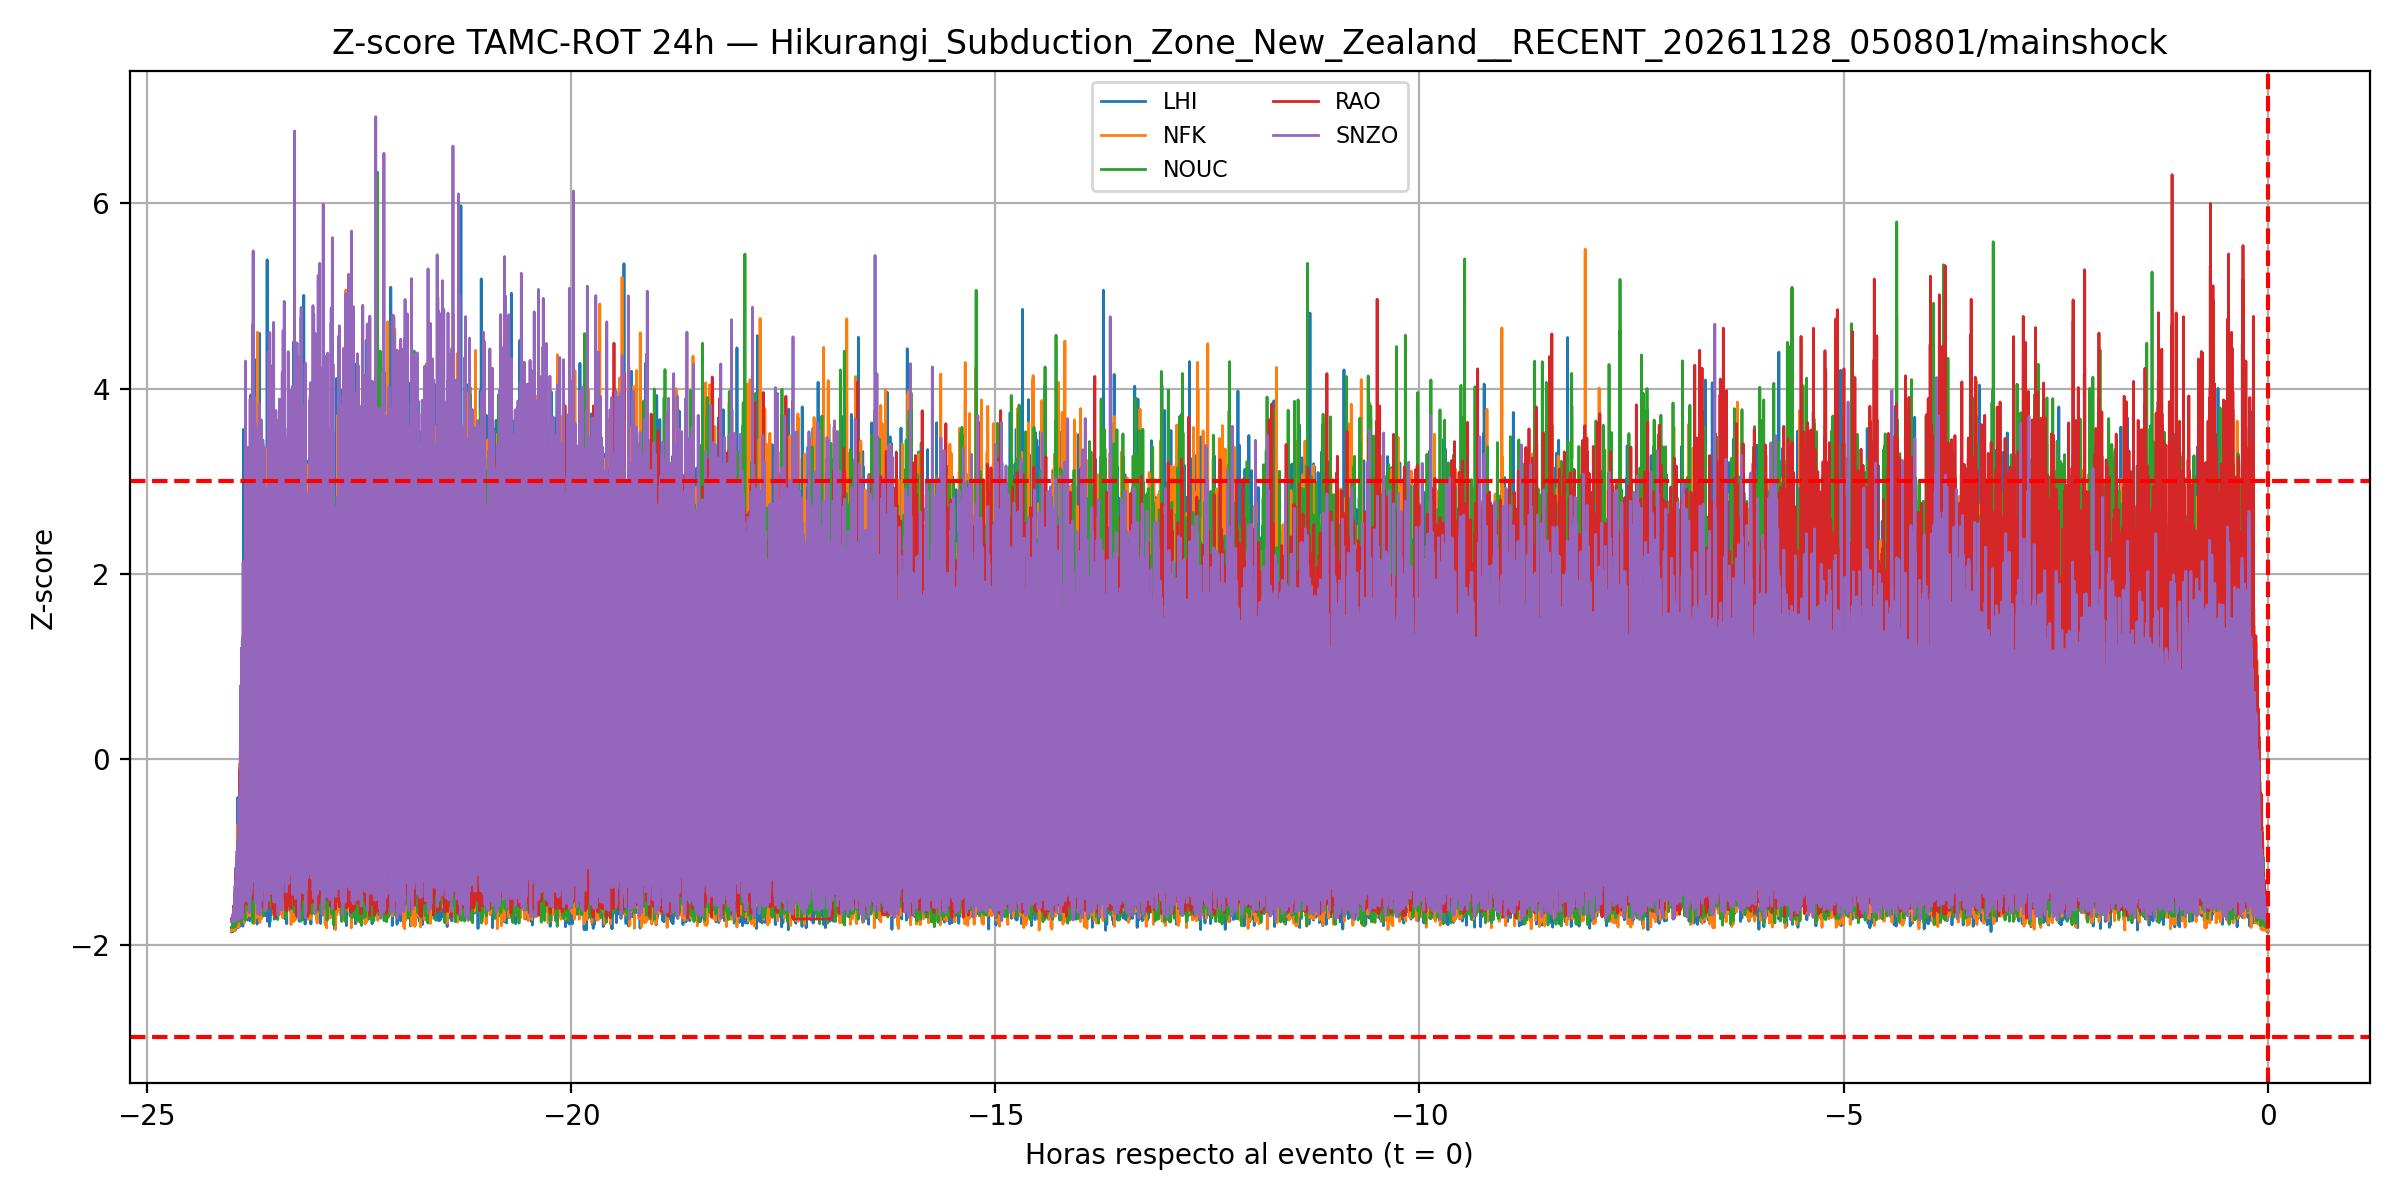 Z-score TAMC-ROT 24h — Hikurangi_Subduction_Zone_New_Zealand__RECENT_20261128_050801/mainshock
LHI
NFK
NOUC
RAO
SNZO
Z-score
6
4
2
0
−2
−25
−20
−15
−10
−5
0
Horas respecto al evento (t = 0)